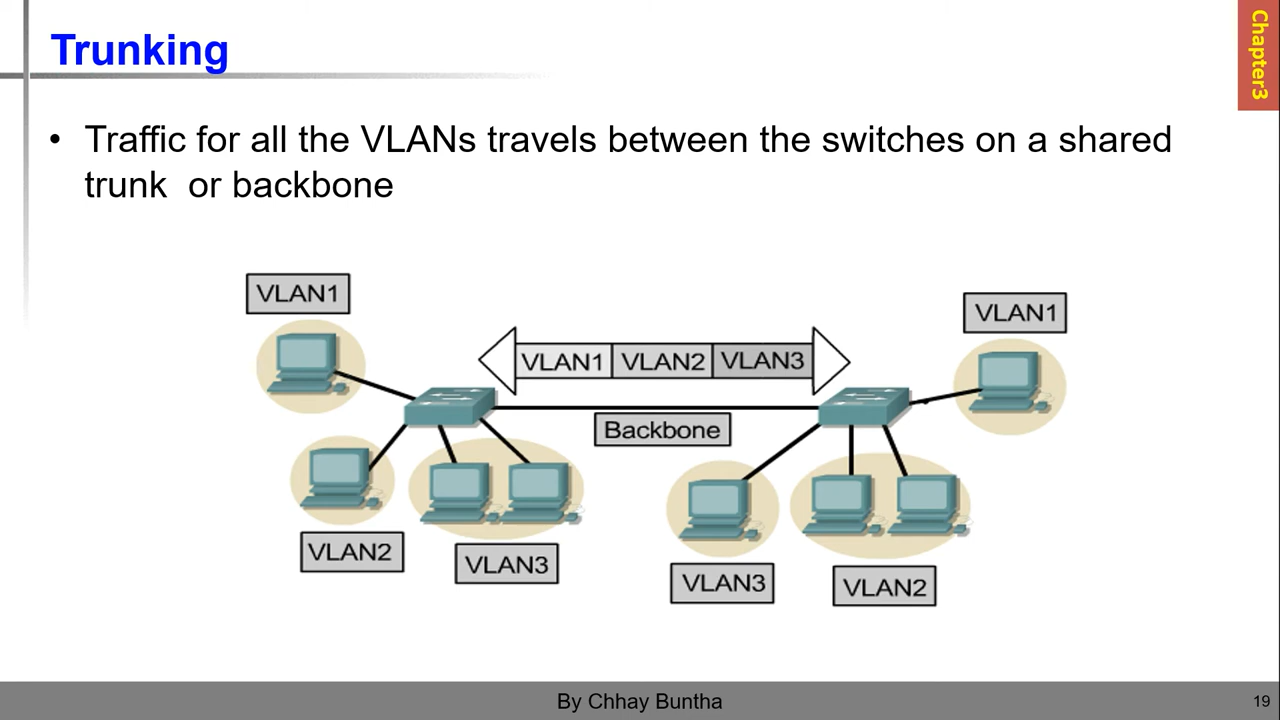 Trunking
Chapter3
• Traffic for all the VLANs travels between the switches on a shared
trunk or backbone
VLAN1
VLAN1
VLAN1 VLAN2 VLAN3
Backbone
VLAN2
VLAN3
VLAN3
VLAN2
By Chhay Buntha
19